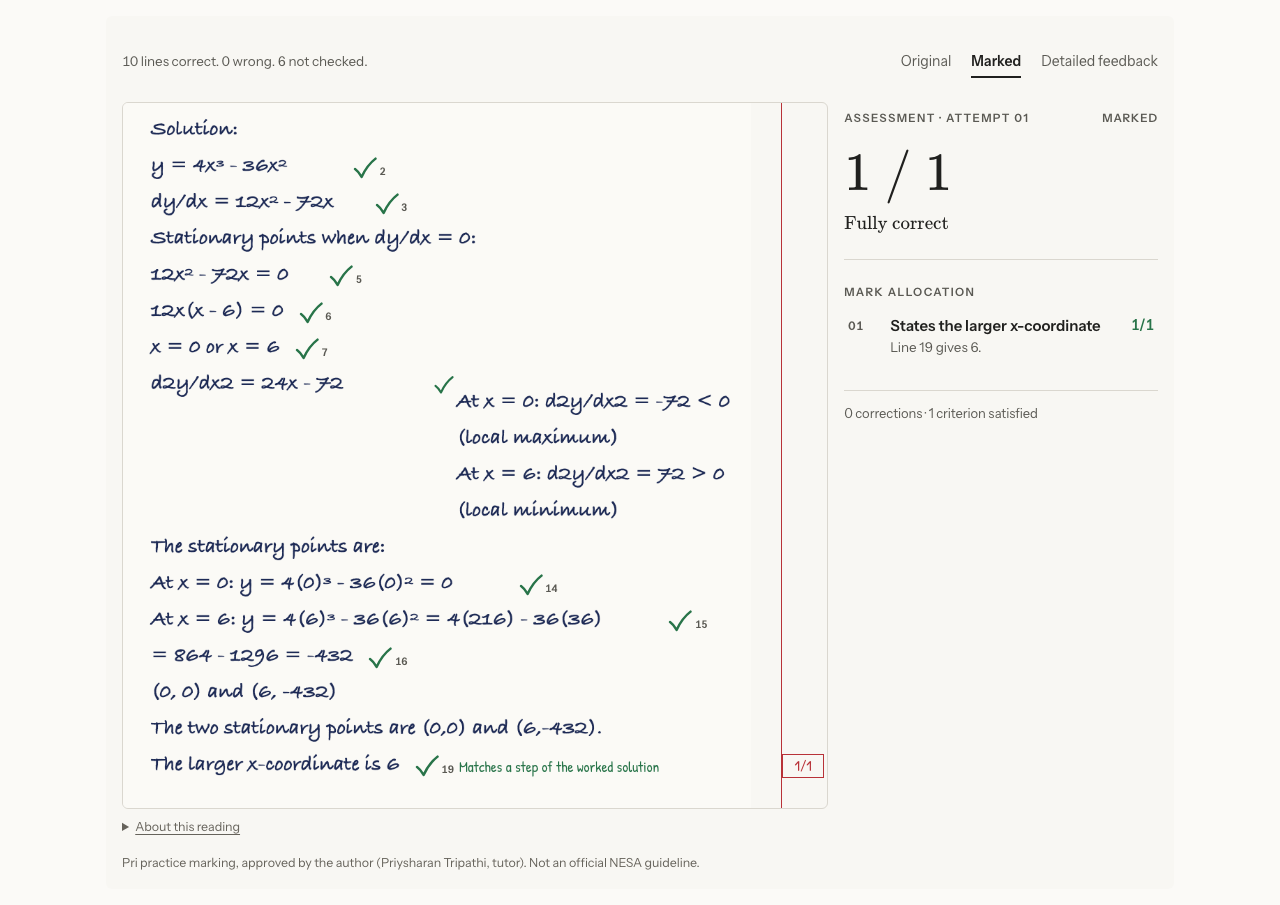 10 lines correct. 0 wrong. 6 not checked.
Original Marked Detailed feedback
Solution:
y = 4x³ - 36x² ✓ 2
dy/dx = 12x² - 72x ✓ 3
Stationary points when dy/dx = 0:
12x² - 72x = 0 ✓ 5
12x(x - 6) = 0 ✓ 6
x = 0 or x = 6 ✓ 7
d2y/dx2 = 24x - 72 ✓
At x = 0: d2y/dx2 = -72 < 0
(local maximum)
At x = 6: d2y/dx2 = 72 > 0
(local minimum)
The stationary points are:
At x = 0: y = 4(0)³ - 36(0)² = 0 ✓ 14
At x = 6: y = 4(6)³ - 36(6)² = 4(216) - 36(36) ✓ 15
= 864 - 1296 = -432 ✓ 16
(0, 0) and (6, -432)
The two stationary points are (0,0) and (6,-432).
The larger x-coordinate is 6 ✓ 19 Matches a step of the worked solution
1/1
ASSESSMENT · ATTEMPT 01 MARKED
1 / 1
Fully correct
MARK ALLOCATION
01 States the larger x-coordinate 1/1
Line 19 gives 6.
0 corrections · 1 criterion satisfied
▶ About this reading
Pri practice marking, approved by the author (Priysharan Tripathi, tutor). Not an official NESA guideline.